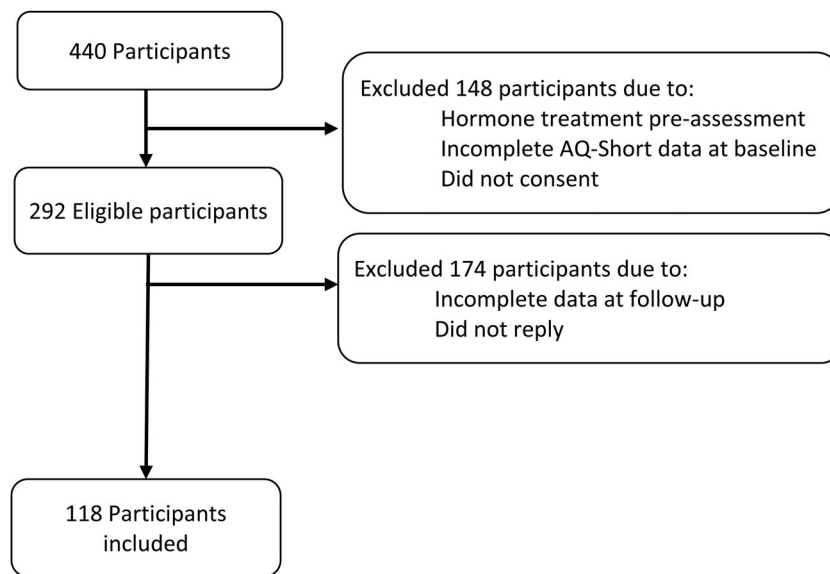 440 Participants
Excluded 148 participants due to:
Hormone treatment pre-assessment
Incomplete AQ-Short data at baseline
Did not consent
292 Eligible participants
Excluded 174 participants due to:
Incomplete data at follow-up
Did not reply
118 Participants
included